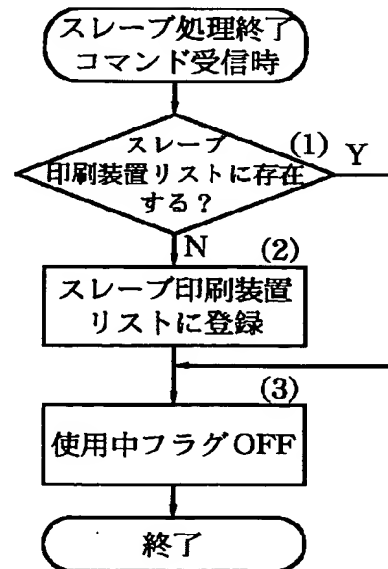 スレーブ処理終了
コマンド受信時
スレーブ
(1)
Y
印刷装置リストに存在
する？
N
(2)
スレーブ印刷装置
リストに登録
(3)
使用中フラグOFF
終了